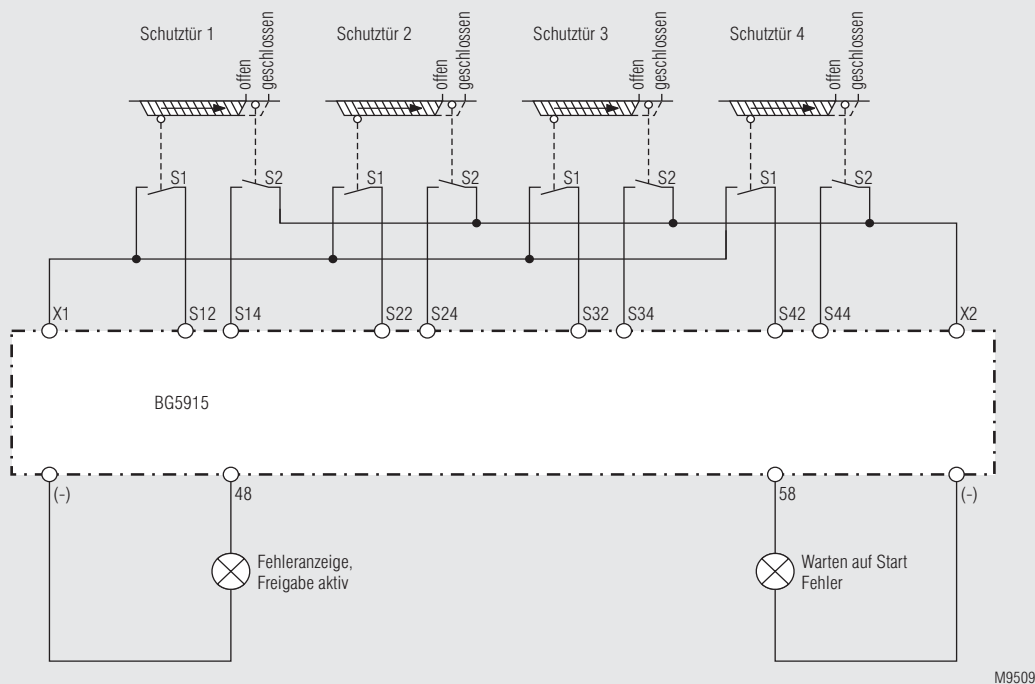 Schutztür 1
offen
geschlossen
Schutztür 2
offen
geschlossen
Schutztür 3
offen
geschlossen
Schutztür 4
offen
geschlossen
S1
S2
S1
S2
S1
S2
S1
S2
X1
S12
S14
S22
S24
S32
S34
S42
S44
X2
BG5915
(-)
48
58
(-)
Fehleranzeige,
Freigabe aktiv
Warten auf Start
Fehler
M9509